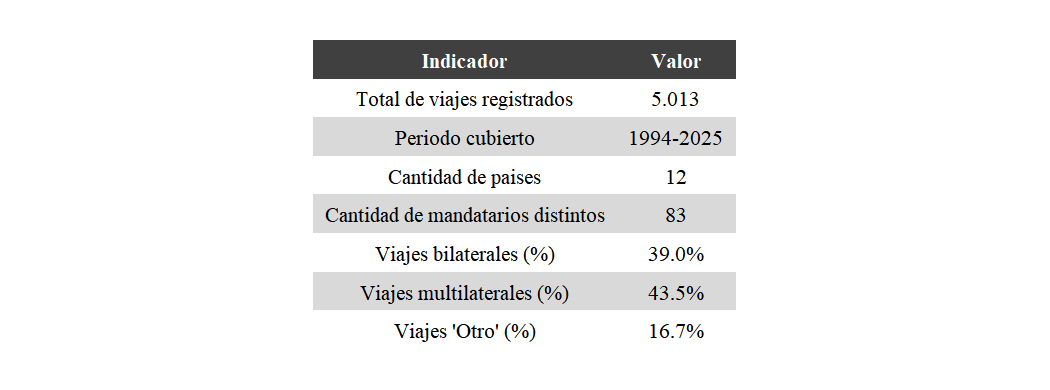 Indicador Valor
Total de viajes registrados 5.013
Periodo cubierto 1994-2025
Cantidad de paises 12
Cantidad de mandatarios distintos 83
Viajes bilaterales (%) 39.0%
Viajes multilaterales (%) 43.5%
Viajes 'Otro' (%) 16.7%